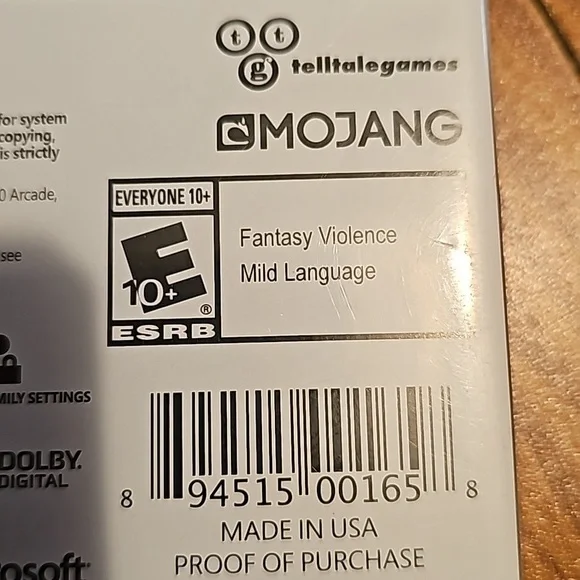 t t
g telltalegames
MOJANG
for system
copying,
is strictly
0 Arcade,
see
EVERYONE 10+
E
10+
®
ESRB
Fantasy Violence
Mild Language
MILY SETTINGS
DOLBY.
DIGITAL
osoft
8 94515 00165 8
MADE IN USA
PROOF OF PURCHASE